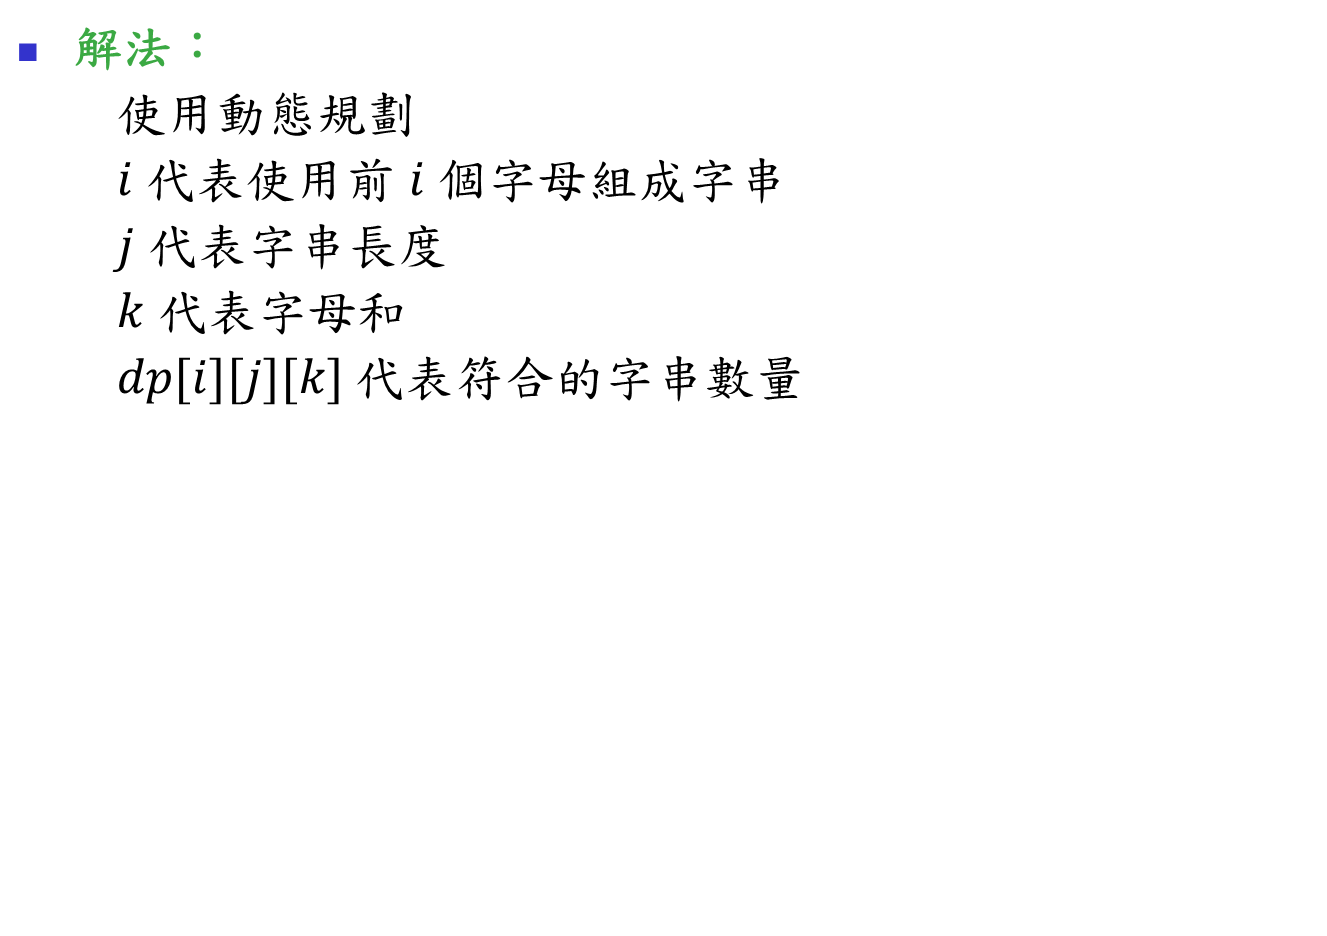 解法：
使用動態規劃
i 代表使用前 i 個字母組成字串
j 代表字串長度
k 代表字母和
dp[i][j][k] 代表符合的字串數量